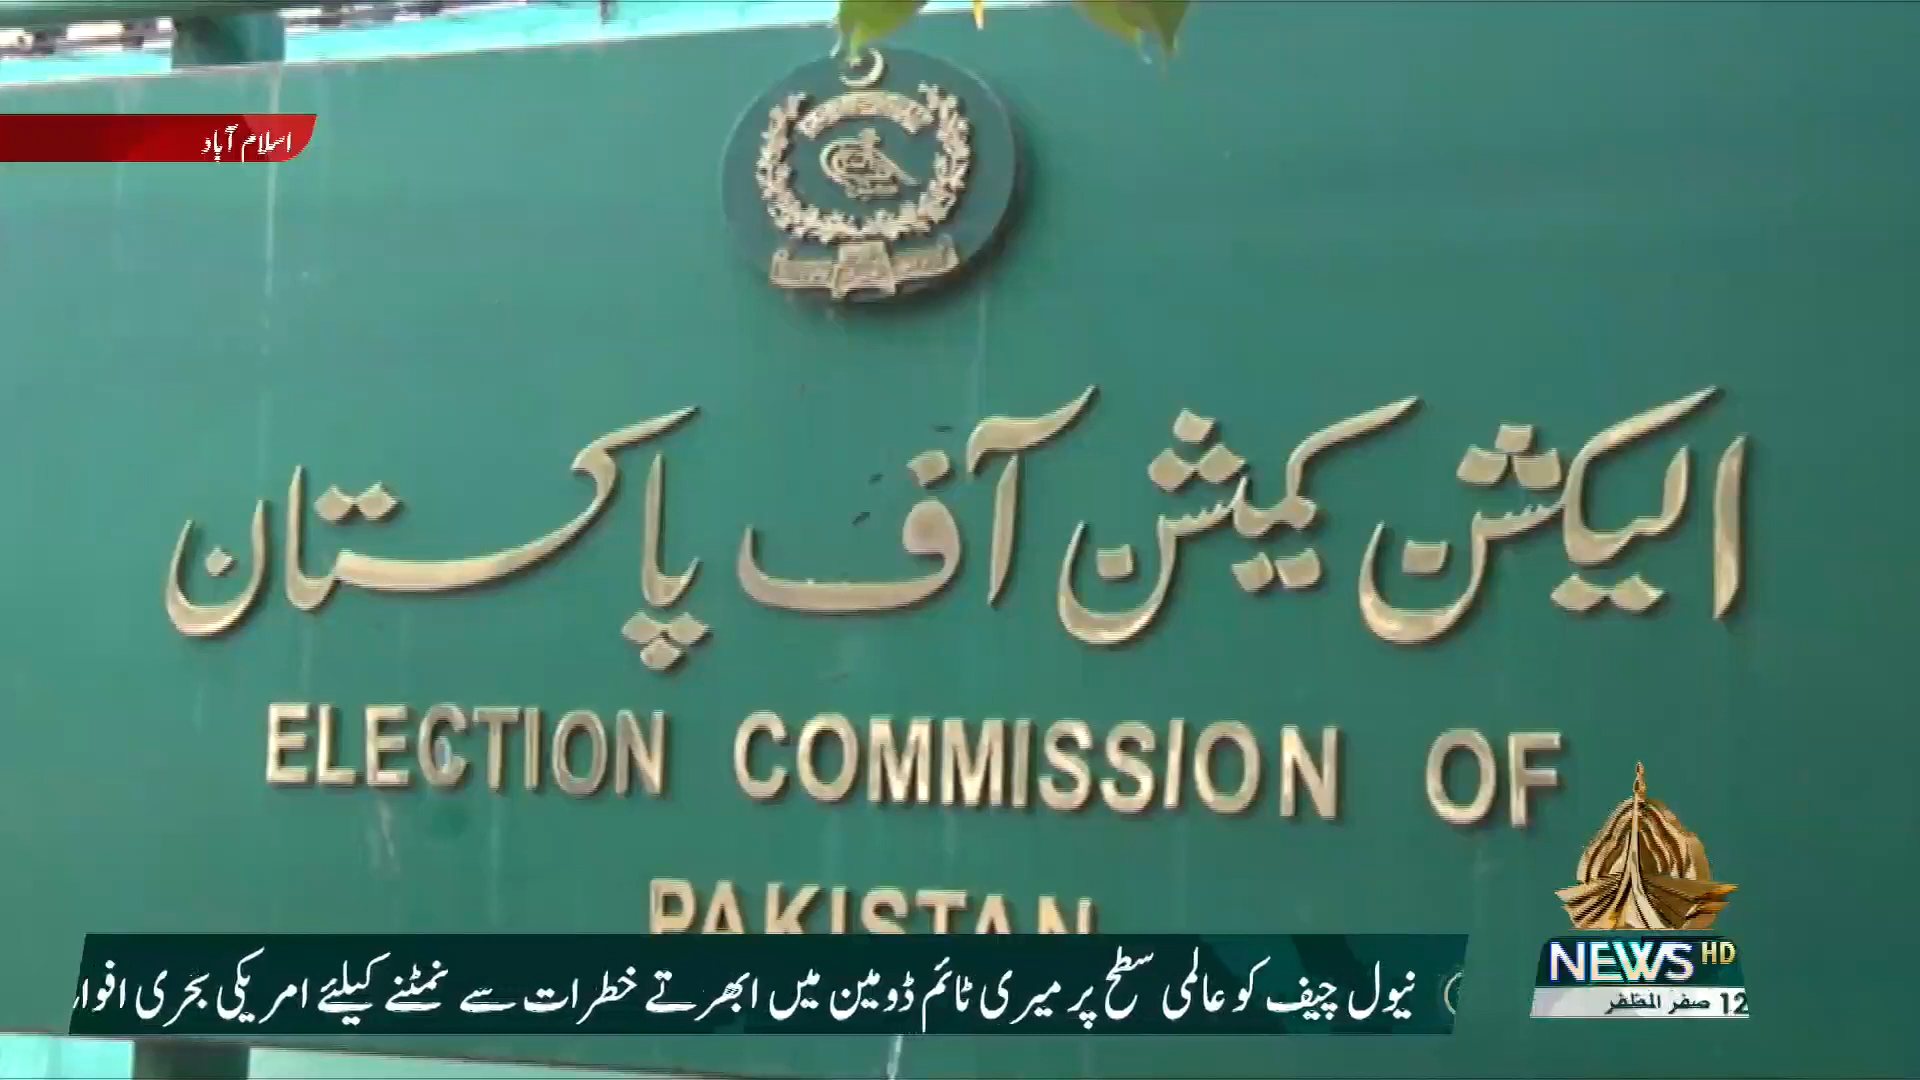 اسلام آباد
الیکشن کمیشن آف پاکستان
ELECTION COMMISSION OF
PAKISTAN
نیول چیف کو عالمی سطح پر میری ٹائم ڈومین میں ابھرتے خطرات سے نمٹنے کیلئے امریکی بحری افوا
NEWS HD
12 صفر المظفر